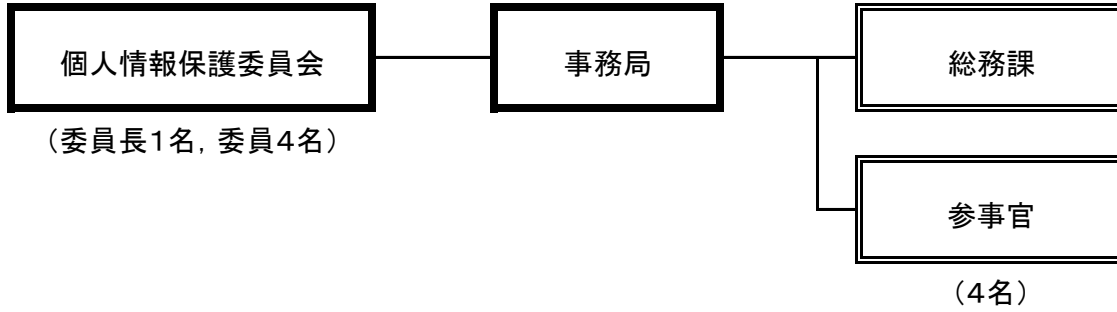 個人情報保護委員会
事務局
総務課
（委員長１名，委員４名）
参事官
（４名）